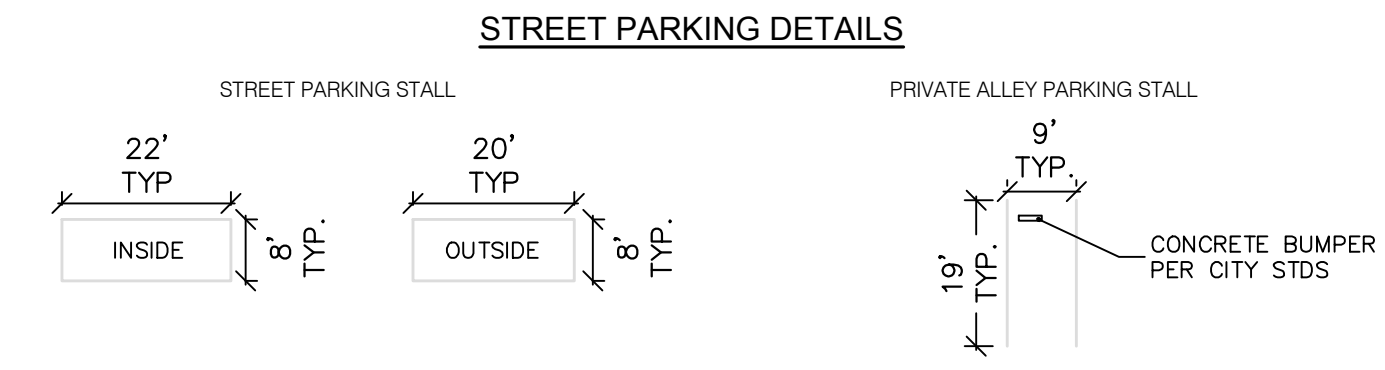 STREET PARKING DETAILS
STREET PARKING STALL
22'
TYP
INSIDE
8'
TYP.
20'
TYP
OUTSIDE
8'
TYP.
PRIVATE ALLEY PARKING STALL
9'
TYP.
19'
TYP.
CONCRETE BUMPER
PER CITY STDS